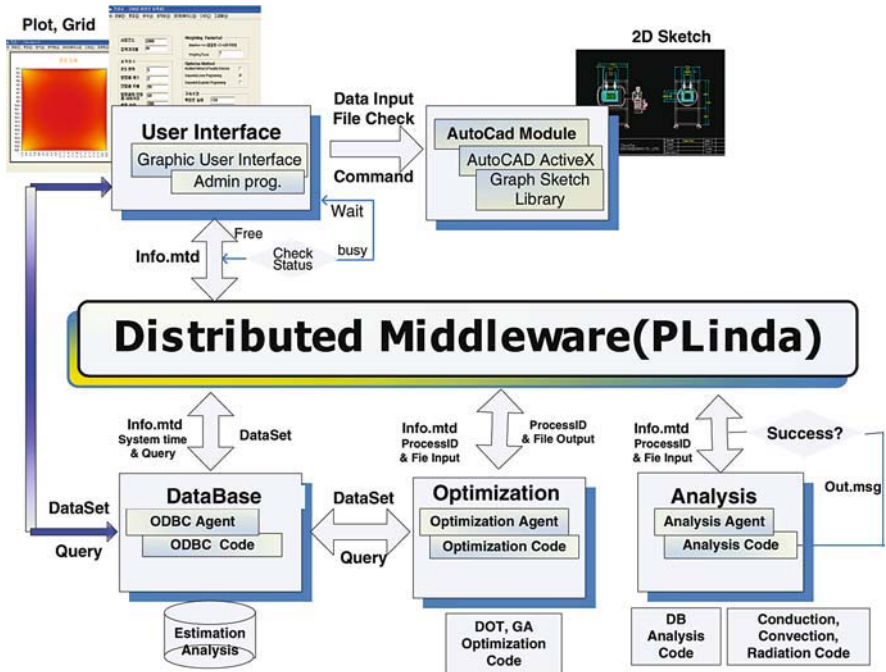 Plot, Grid
2D Sketch
Data Input
File Check
Command
User Interface
Graphic User Interface
Admin prog.
AutoCad Module
AutoCAD ActiveX
Graph Sketch
Library
Wait
Free
Info.mtd
Check
Status
busy
Distributed Middleware(PLinda)
Info.mtd
System time
& Query
DataSet
Info.mtd
ProcessID
& Fie Input
ProcessID
& File Output
Info.mtd
ProcessID
& Fie Input
Success?
Out.msg
DataSet
Query
DataBase
ODBC Agent
ODBC Code
DataSet
Query
Optimization
Optimization Agent
Optimization Code
Analysis
Analysis Agent
Analysis Code
Estimation
Analysis
DOT, GA
Optimization
Code
DB
Analysis
Code
Conduction,
Convection,
Radiation Code